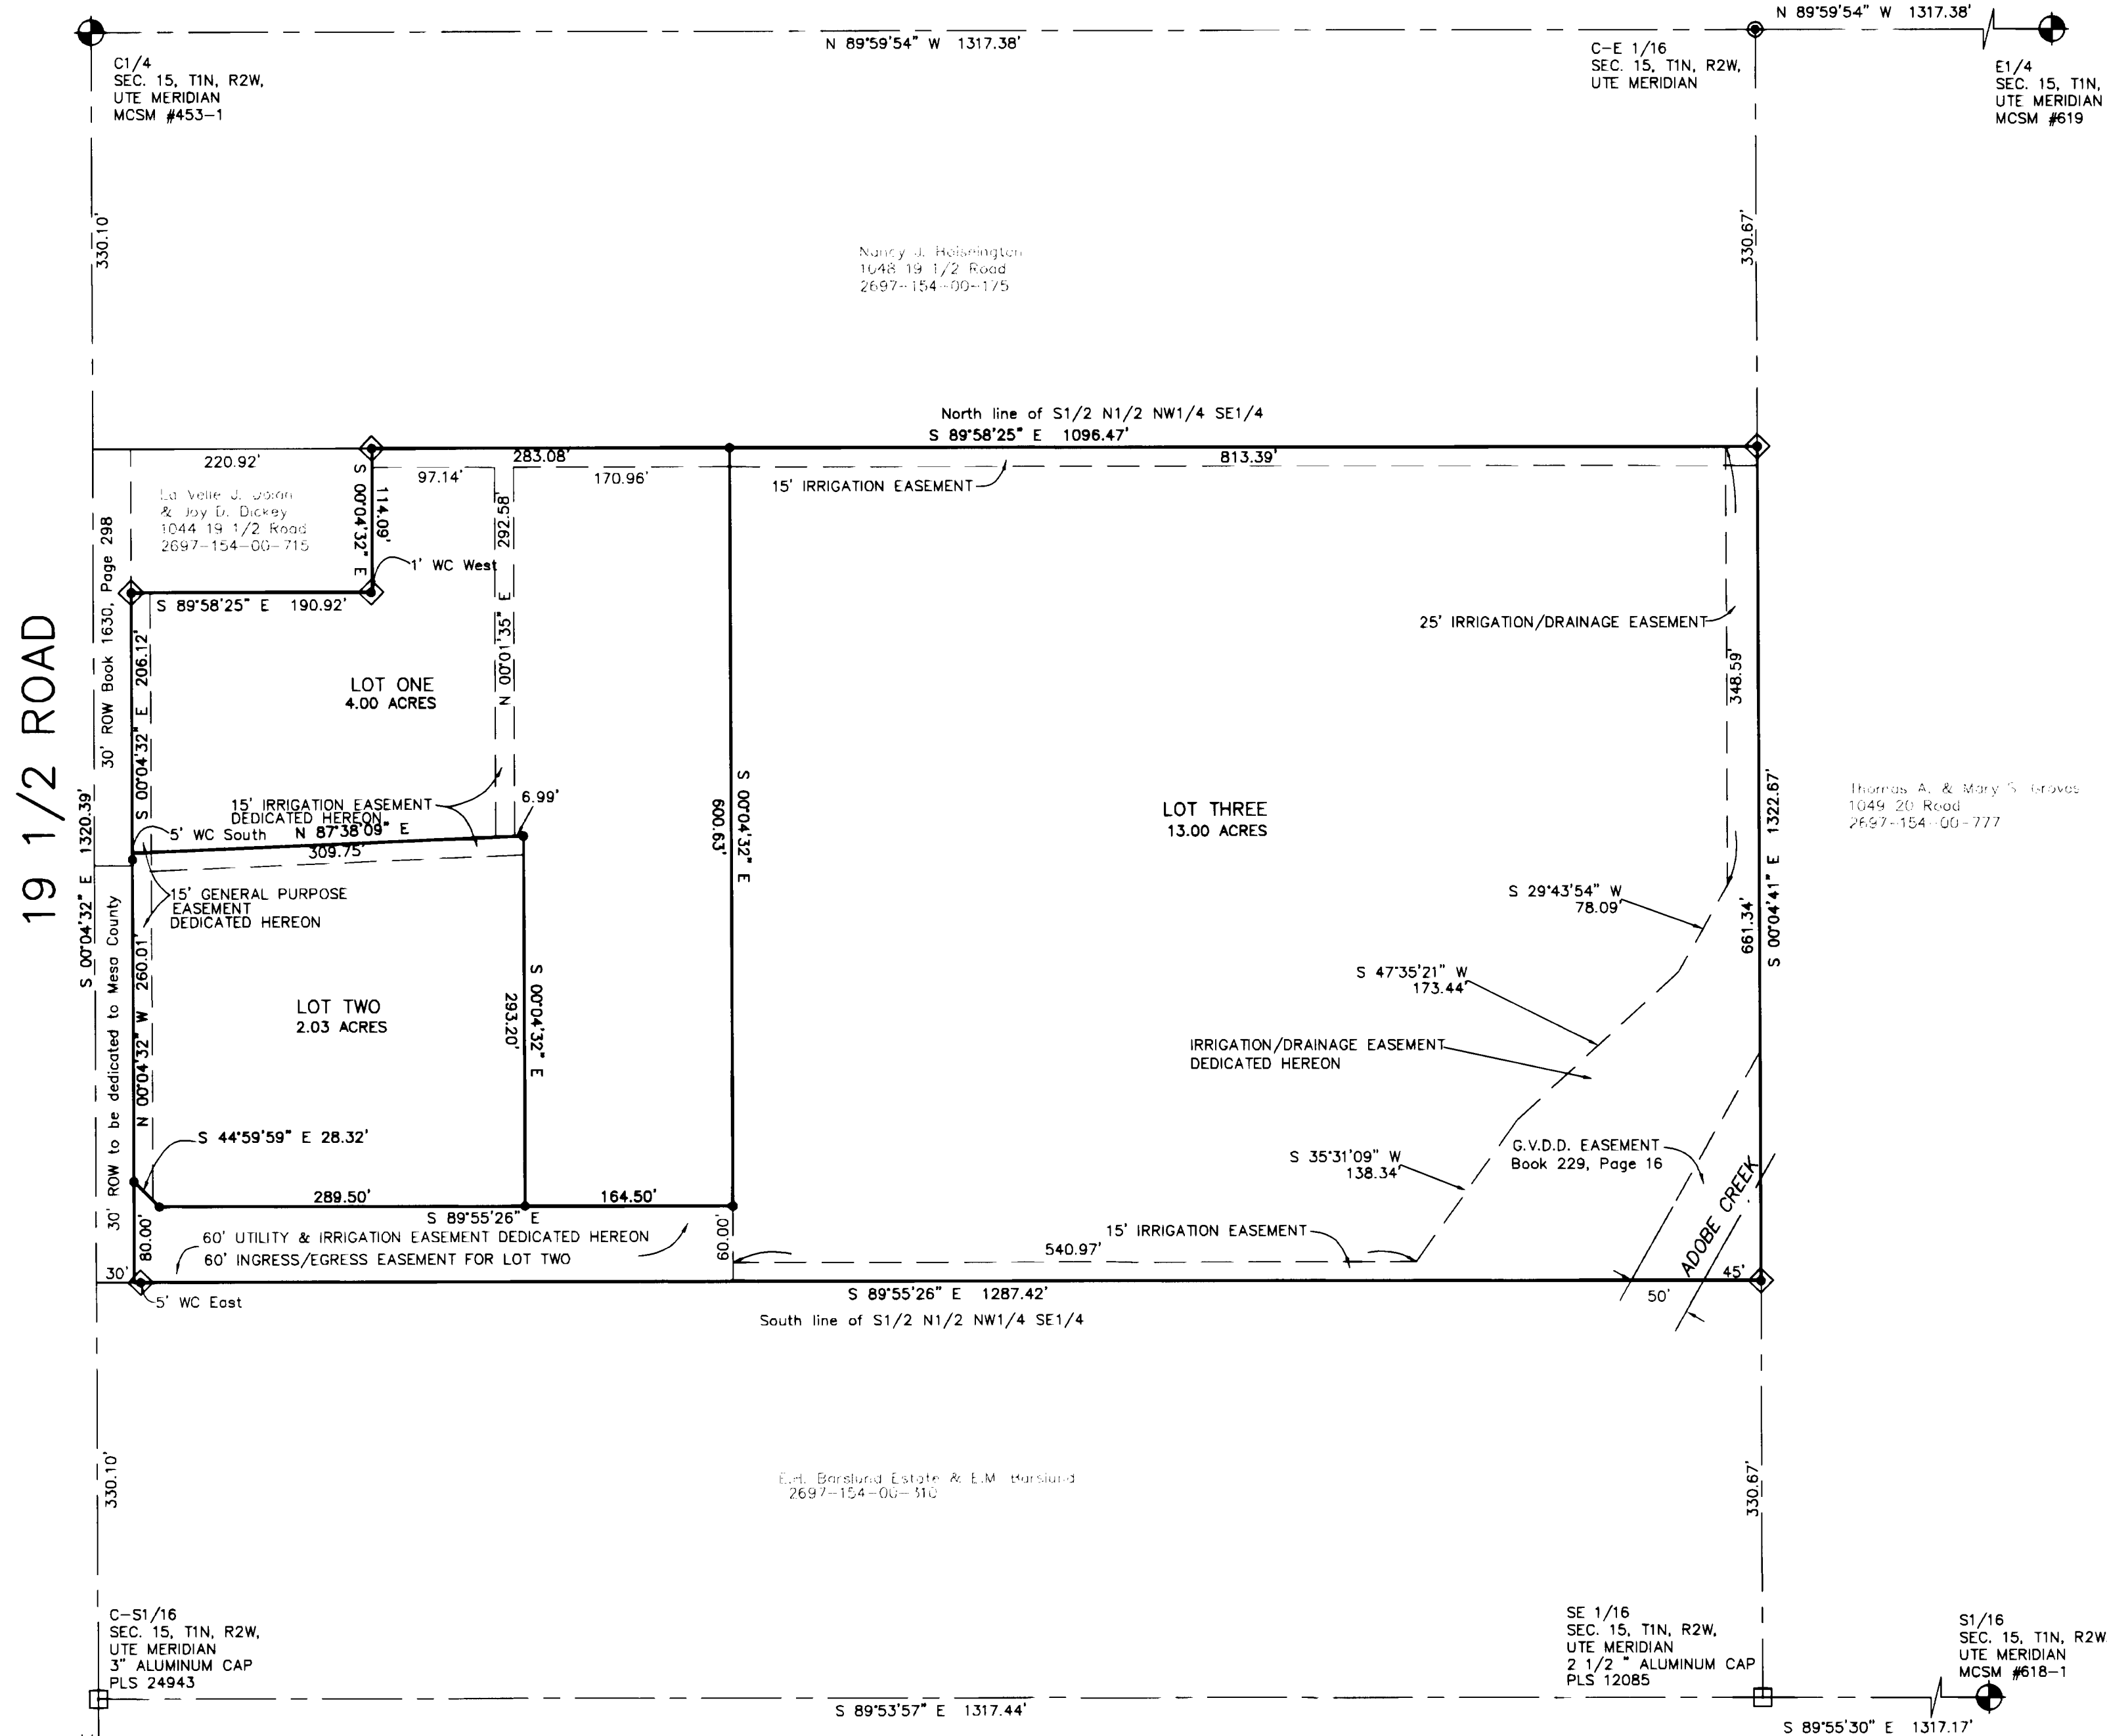 N 89°59'54" W 1317.38'
N 89°59'54" W 1317.38'
C1/4
SEC. 15, T1N, R2W,
UTE MERIDIAN
MCSM #453-1
C-E 1/16
SEC. 15, T1N, R2W,
UTE MERIDIAN
E1/4
SEC. 15, T1N,
UTE MERIDIAN
MCSM #619
330.10'
330.67'
Nancy J.
1048 19 1/2 Road
2697-154-00-175
North line of S1/2 N1/2 NW1/4 SE1/4
S 89°58'25" E 1096.47'
220.92'
283.08'
813.39'
97.14'
170.96'
15' IRRIGATION EASEMENT
La Velle J.
& Joy D. Dickey
1044 19 1/2 Road
2697-154-00-715
S 00°04'32" E
114.09'
1' WC West
N 00°01'35" E 292.58'
S 89°58'25" E 190.92'
30' ROW Book 1630, Page 298
S 00°04'32" E 206.12'
19 1/2 ROAD
LOT ONE
4.00 ACRES
25' IRRIGATION/DRAINAGE EASEMENT
348.59'
15' IRRIGATION EASEMENT
DEDICATED HEREON
6.99'
5' WC South
N 87°38'09" E
309.75'
S 00°04'32" E 1320.39'
600.63'
S 00°04'32" E
LOT THREE
13.00 ACRES
661.34'
S 00°04'41" E 1322.67'
Thomas A. & Mary S. Groves
1049 20 Road
2697-154-00-777
15' GENERAL PURPOSE
EASEMENT
DEDICATED HEREON
S 29°43'54" W
78.09'
30' ROW to be dedicated to Mesa County
N 00°04'32" W 260.01'
LOT TWO
2.03 ACRES
293.20'
S 00°04'32" E
S 47°35'21" W
173.44'
IRRIGATION/DRAINAGE EASEMENT
DEDICATED HEREON
S 44°59'59" E 28.32'
S 35°31'09" W
138.34'
G.V.D.D. EASEMENT
Book 229, Page 16
ADOBE CREEK
289.50'
164.50'
S 89°55'26" E
80.00'
60.00'
60' UTILITY & IRRIGATION EASEMENT DEDICATED HEREON
60' INGRESS/EGRESS EASEMENT FOR LOT TWO
15' IRRIGATION EASEMENT
540.97'
30'
45'
50'
5' WC East
S 89°55'26" E 1287.42'
South line of S1/2 N1/2 NW1/4 SE1/4
330.10'
330.67'
E.H. Barslund Estate & E.M. Barslund
2697-154-00-310
C-S1/16
SEC. 15, T1N, R2W,
UTE MERIDIAN
3" ALUMINUM CAP
PLS 24943
SE 1/16
SEC. 15, T1N, R2W,
UTE MERIDIAN
2 1/2 " ALUMINUM CAP
PLS 12085
S1/16
SEC. 15, T1N, R2W
UTE MERIDIAN
MCSM #618-1
S 89°53'57" E 1317.44'
S 89°55'30" E 1317.17'